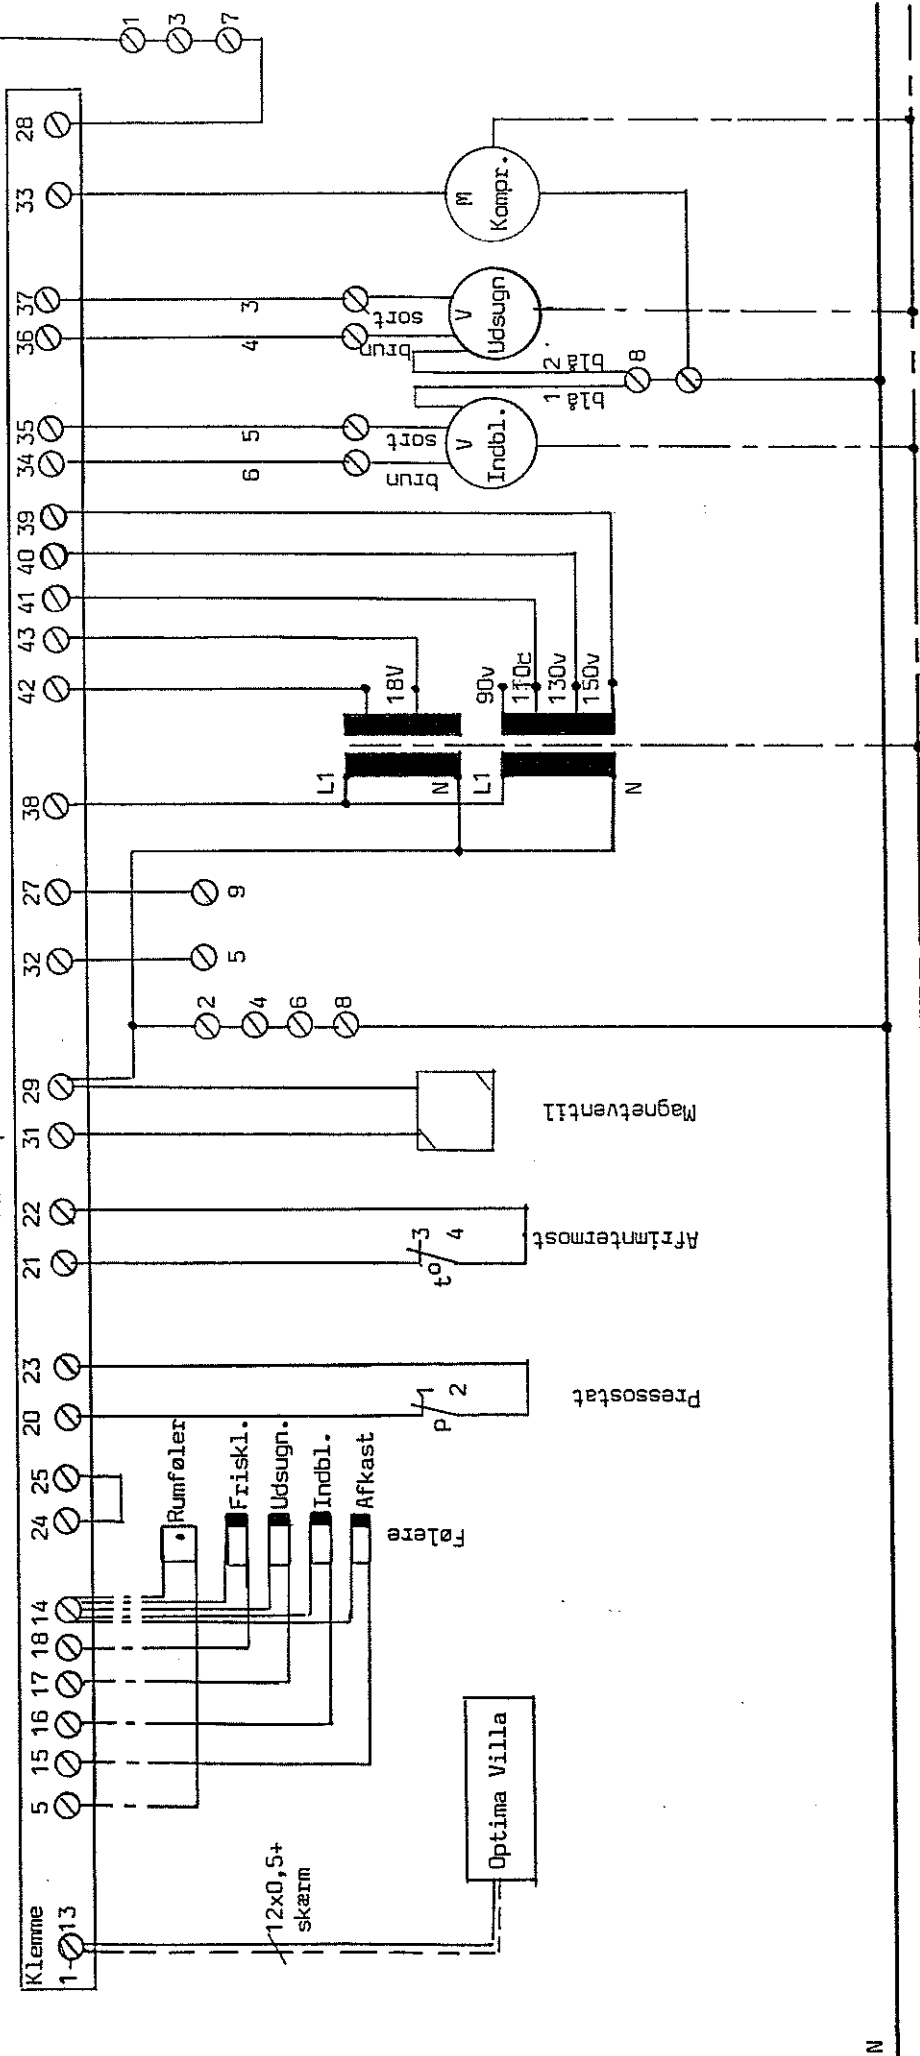 Klemme
1-13 5 15 16 17 18 14 24 25 20 23 21 22 31 29 32 27 38 42 43 41 40 39 34 35 36 37 33 28
1
3
7
12x0,5+
skærm
Optima Villa
Rumføler
Friskl.
Udsugn.
Indbl.
Afkast
Følere
P 1
2
Pressostat
to 3
4
Afrimntermost
Magnetventil
2
4
6
8
5
9
L1
N
L1
N
18V
90v
110c
130v
150v
6
5
4
3
brun
sort
brun
sort
V
Indbl.
1
blå
2
blå
8
V
Udsugn
M
Kompr.
N